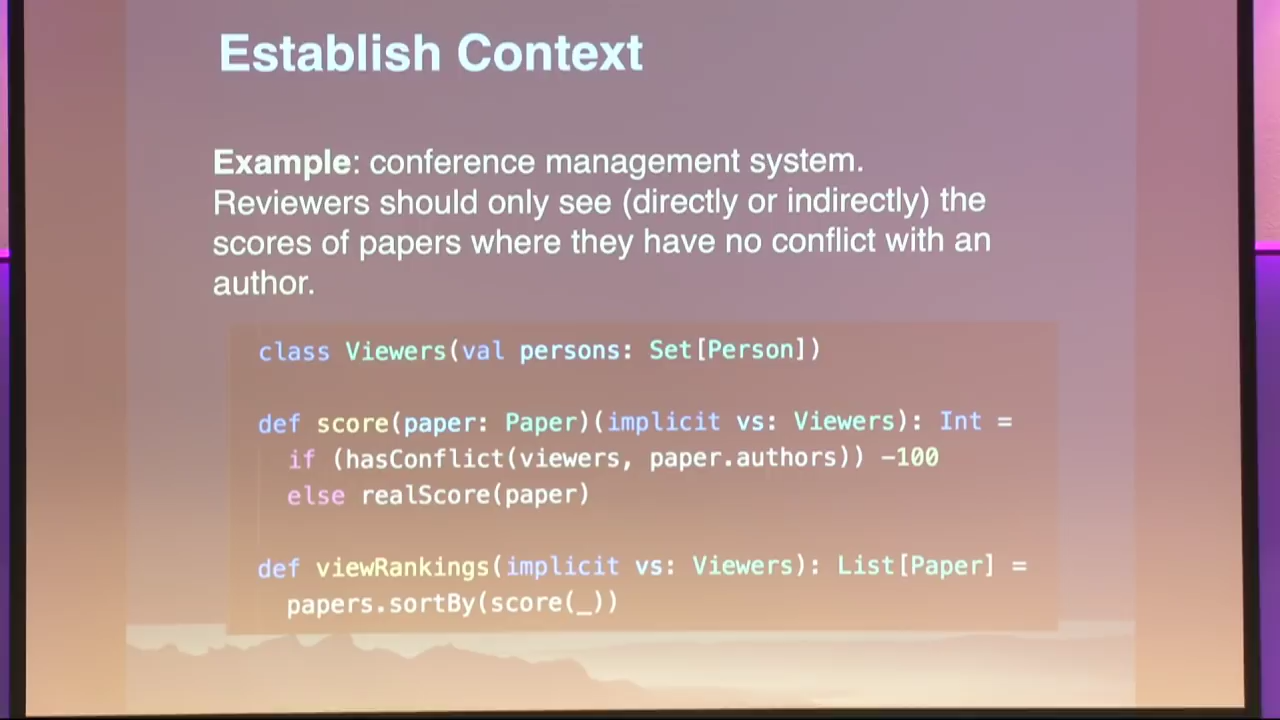 Establish Context
Example: conference management system.
Reviewers should only see (directly or indirectly) the
scores of papers where they have no conflict with an
author.
class Viewers(val persons: Set[Person])
def score(paper: Paper)(implicit vs: Viewers): Int =
if (hasConflict(viewers, paper.authors)) -100
else realScore(paper)
def viewRankings(implicit vs: Viewers): List[Paper] =
papers.sortBy(score(_))